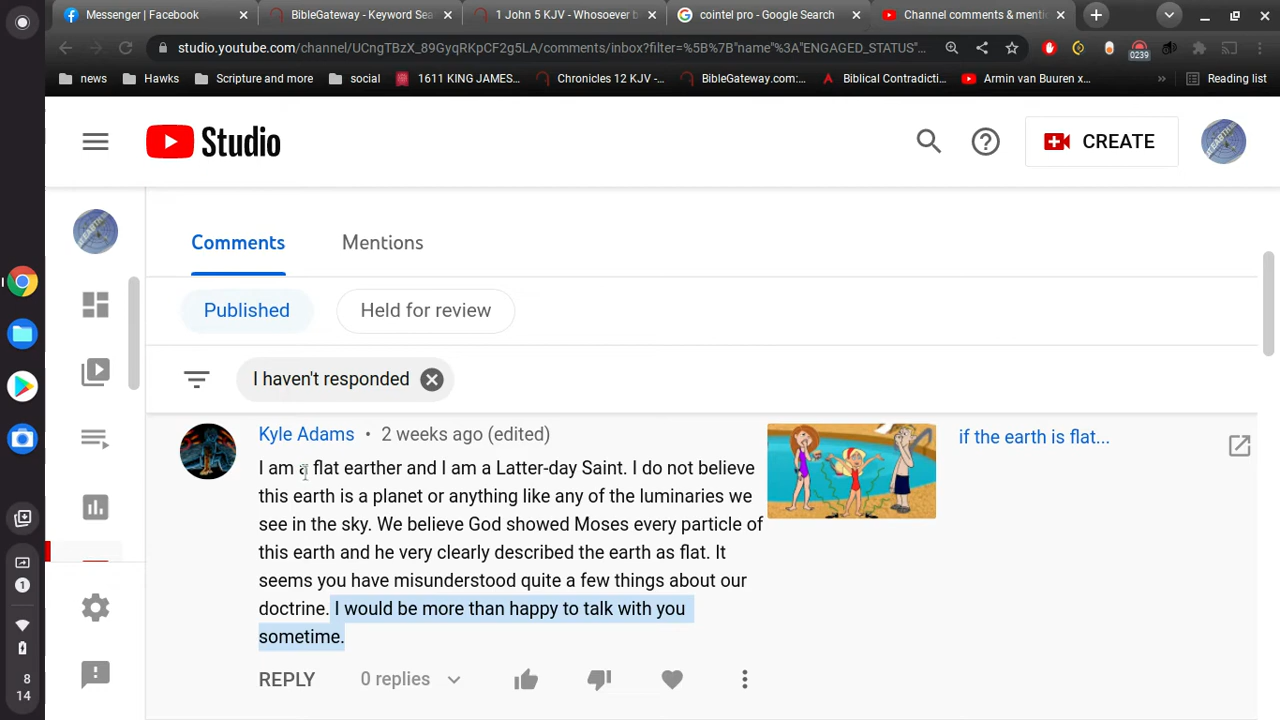 Messenger | Facebook
BibleGateway - Keyword Sea
1 John 5 KJV - Whosoever b
cointel pro - Google Search
Channel comments & menti
studio.youtube.com/channel/UCngTBzX_89GyqRKpCF2g5LA/comments/inbox?filter=%5B%7B"name"%3A"ENGAGED_STATUS"...
0239
news
Hawks
Scripture and more
social
1611 KING JAMES...
Chronicles 12 KJV -...
BibleGateway.com:...
Biblical Contradicti...
Armin van Buuren x...
»
Reading list
Studio
CREATE
Comments
Mentions
Published
Held for review
I haven't responded
Kyle Adams • 2 weeks ago (edited)
I am a flat earther and I am a Latter-day Saint. I do not believe
this earth is a planet or anything like any of the luminaries we
see in the sky. We believe God showed Moses every particle of
this earth and he very clearly described the earth as flat. It
seems you have misunderstood quite a few things about our
doctrine. I would be more than happy to talk with you
sometime.
if the earth is flat...
REPLY
0 replies
1
8
14